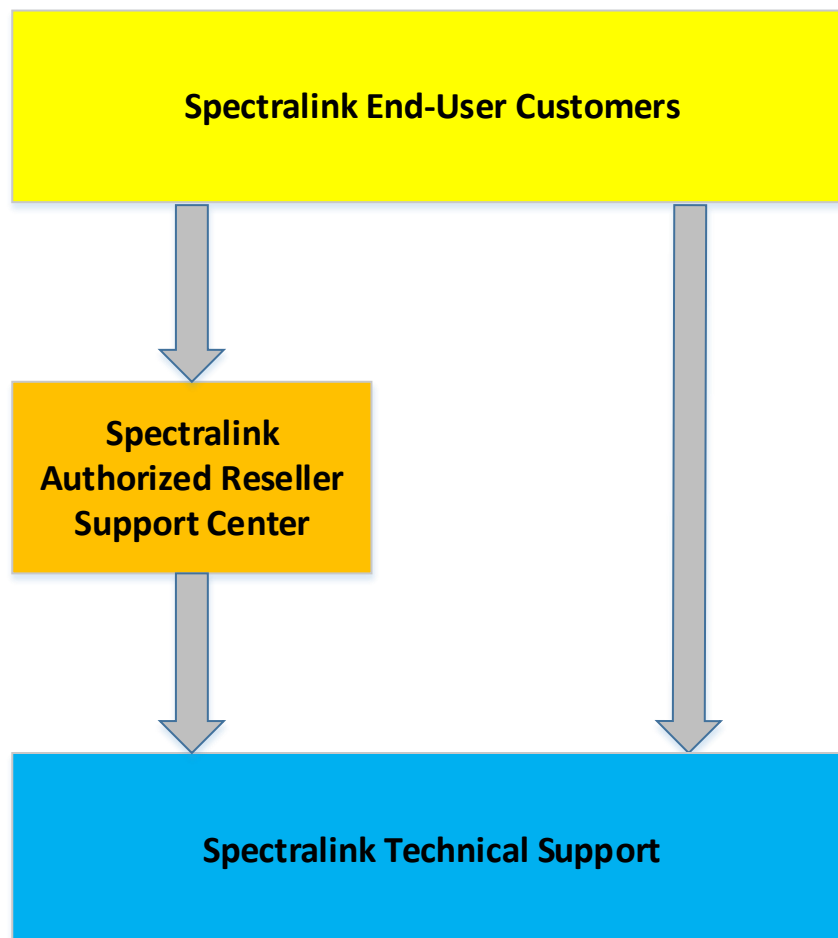 Spectralink End-User Customers
Spectralink
Authorized Reseller
Support Center
Spectralink Technical Support